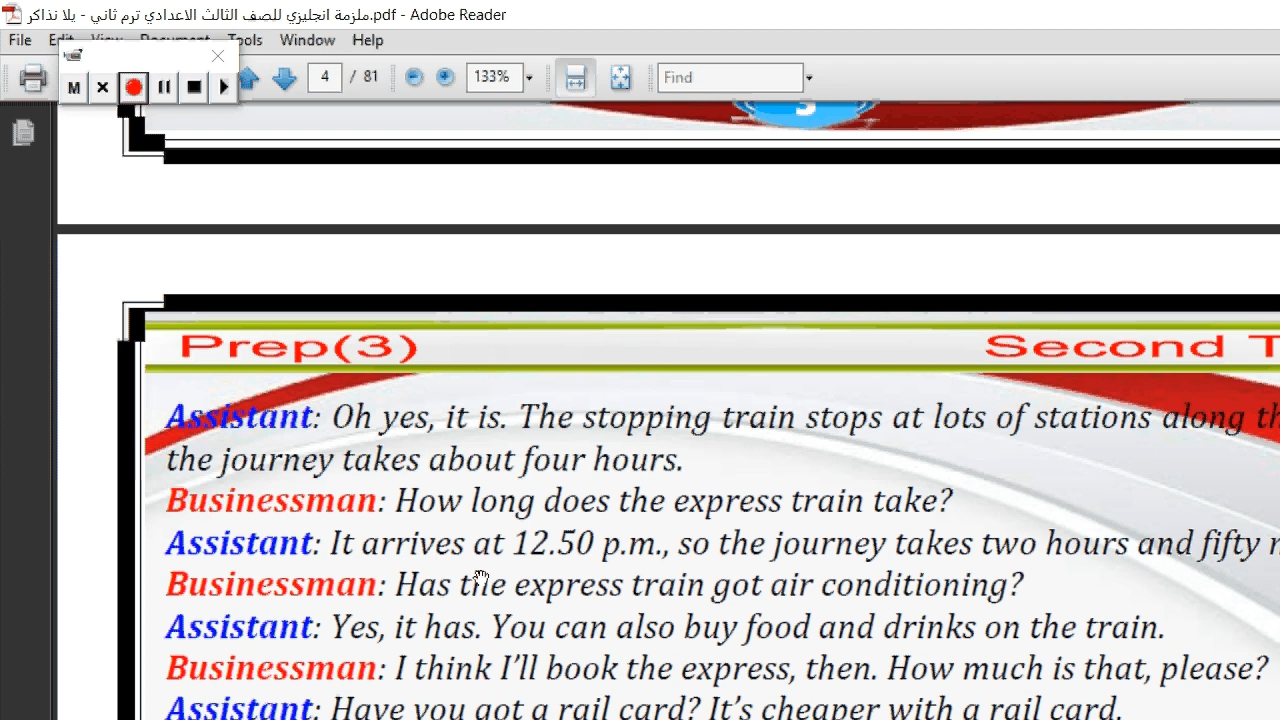 ملزمة انجليزي للصف الثالث الاعدادي ترم ثاني - يلا نذاكر.pdf - Adobe Reader
File Edit View Document Tools Window Help
M
4 / 81 133% Find
Prep(3) Second T
Assistant: Oh yes, it is. The stopping train stops at lots of stations along th
the journey takes about four hours.
Businessman: How long does the express train take?
Assistant: It arrives at 12.50 p.m., so the journey takes two hours and fifty
Businessman: Has the express train got air conditioning?
Assistant: Yes, it has. You can also buy food and drinks on the train.
Businessman: I think I’ll book the express, then. How much is that, please?
Assistant: Have you got a rail card? It’s cheaper with a rail card.